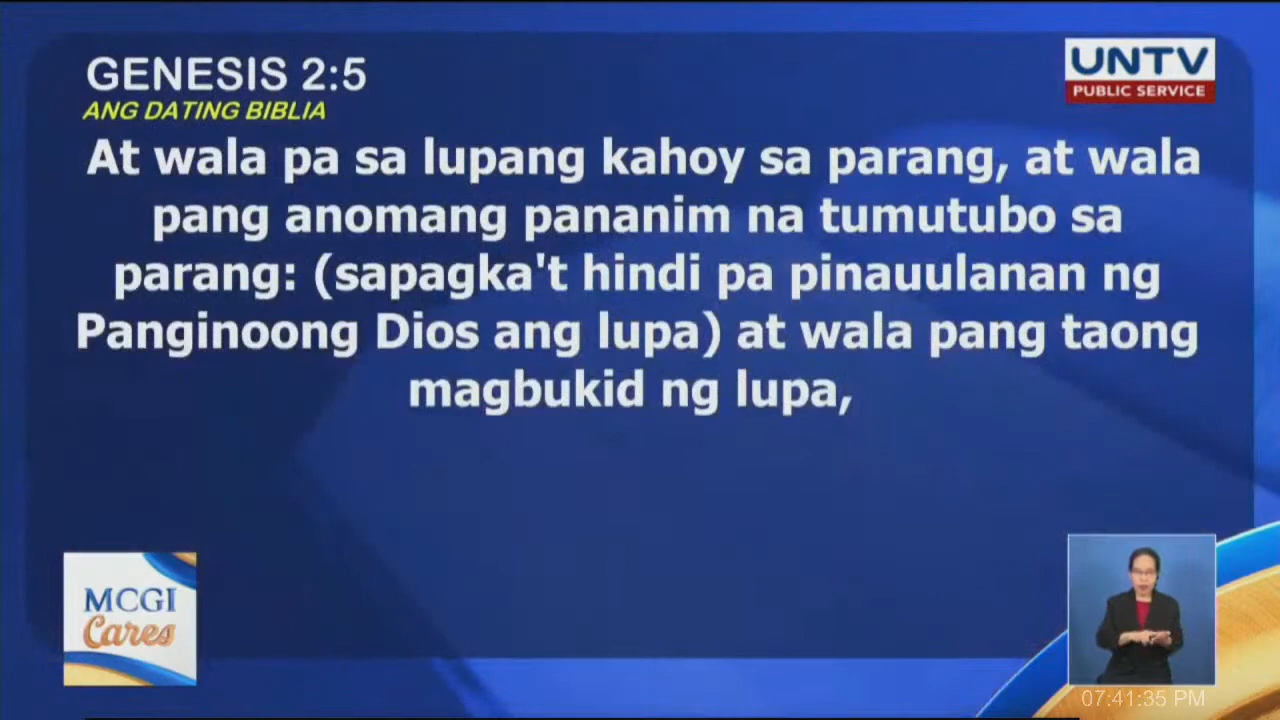 GENESIS 2:5
ANG DATING BIBLIA
UNTV
PUBLIC SERVICE
At wala pa sa lupang kahoy sa parang, at wala
pang anomang pananim na tumutubo sa
parang: (sapagka't hindi pa pinauulanan ng
Panginoong Dios ang lupa) at wala pang taong
magbukid ng lupa,
MCGI
Cares
07:41:35 PM